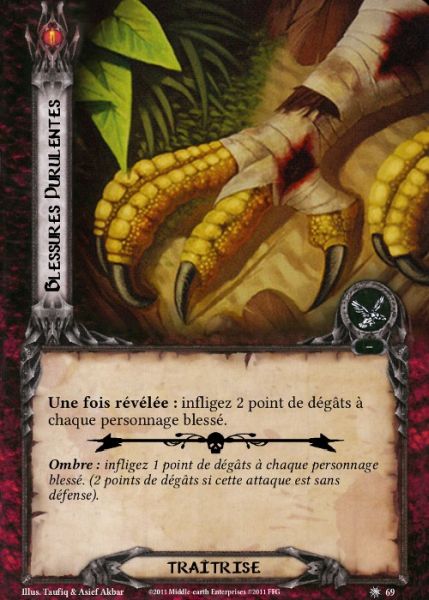 Blessures Purulentes
Une fois révélée : infligez 2 point de dégâts à
chaque personnage blessé.
Ombre : infligez 1 point de dégâts à chaque personnage
blessé. (2 points de dégâts si cette attaque est sans
défense).
TRAÎTRISE
Illus. Taufiq & Asief Akbar ©2011 Middle-earth Enterprises ©2011 FFG 69